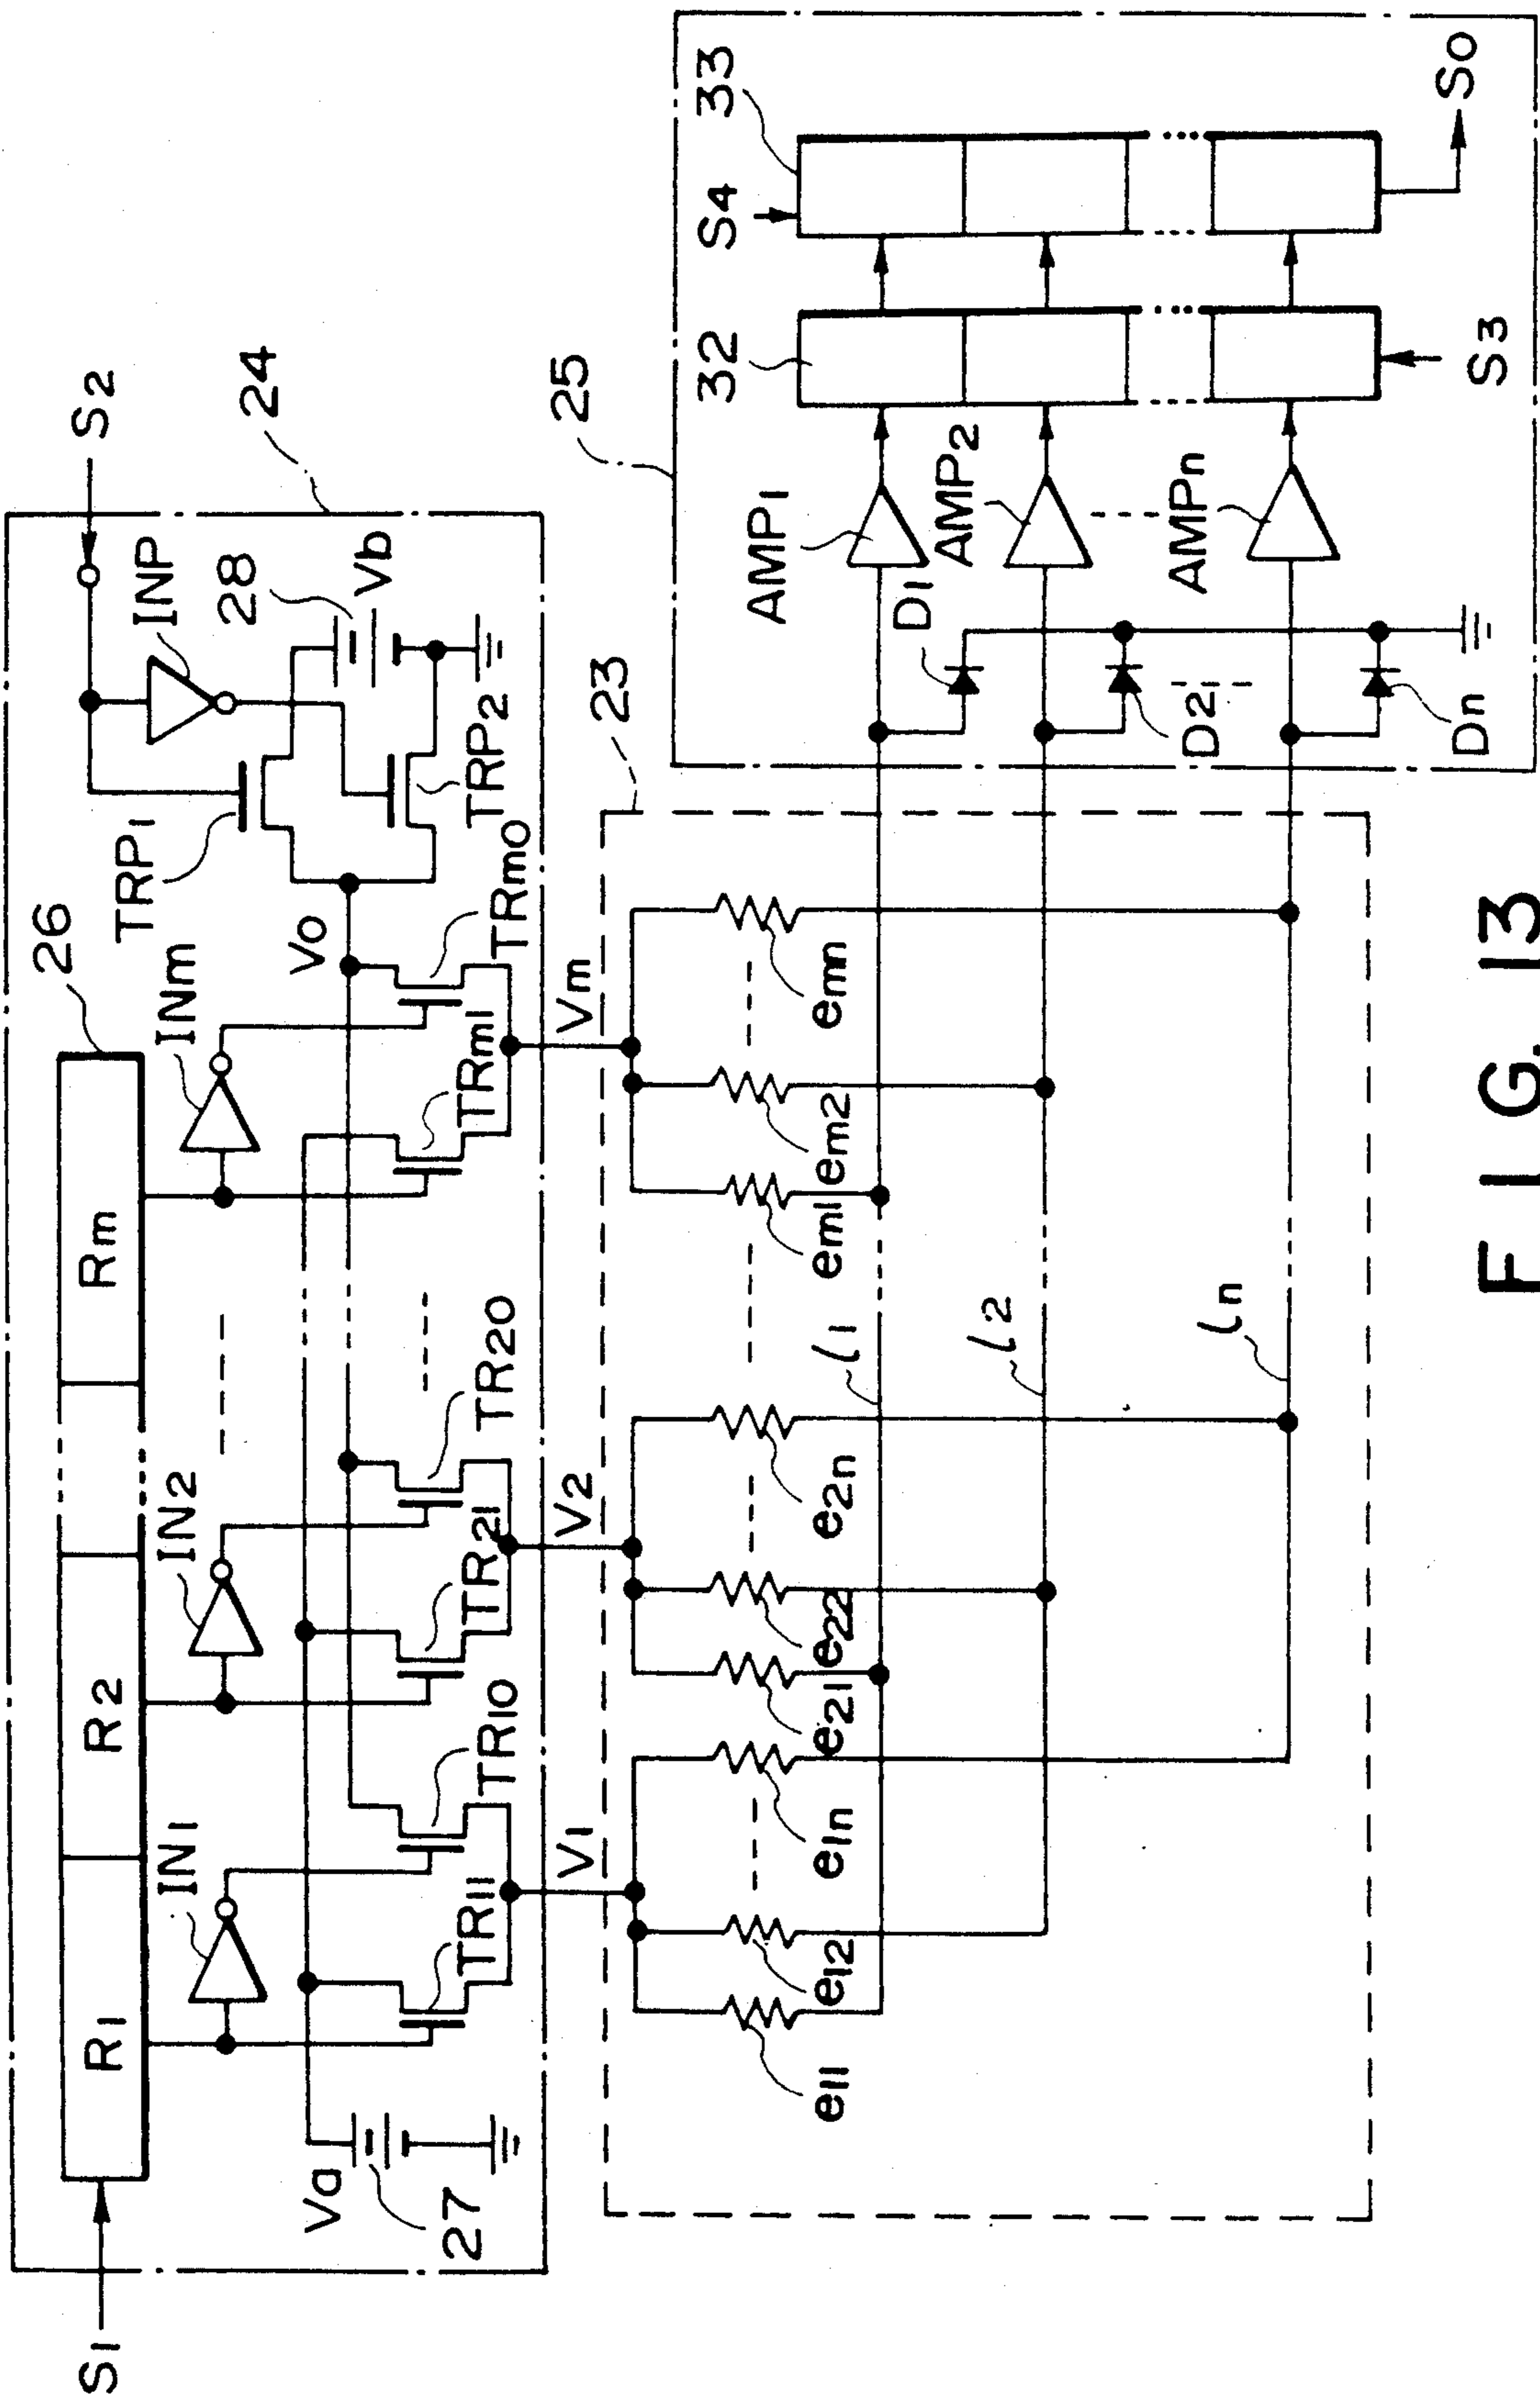 S1
26
R1
R2
Rm
S2
24
IN1
IN2
INm
INP
28
Vb
TRP1
TRP2
Va
27
Vo
TR11
TR10
TR21
TR20
TRm1
TRm0
V1
V2
Vm
23
e11
e12
e1n
e21
e22
e2n
em1
em2
emn
l1
l2
ln
25
AMP1
AMP2
AMPn
D1
D2
Dn
32
33
S4
S3
SO
FIG. 13